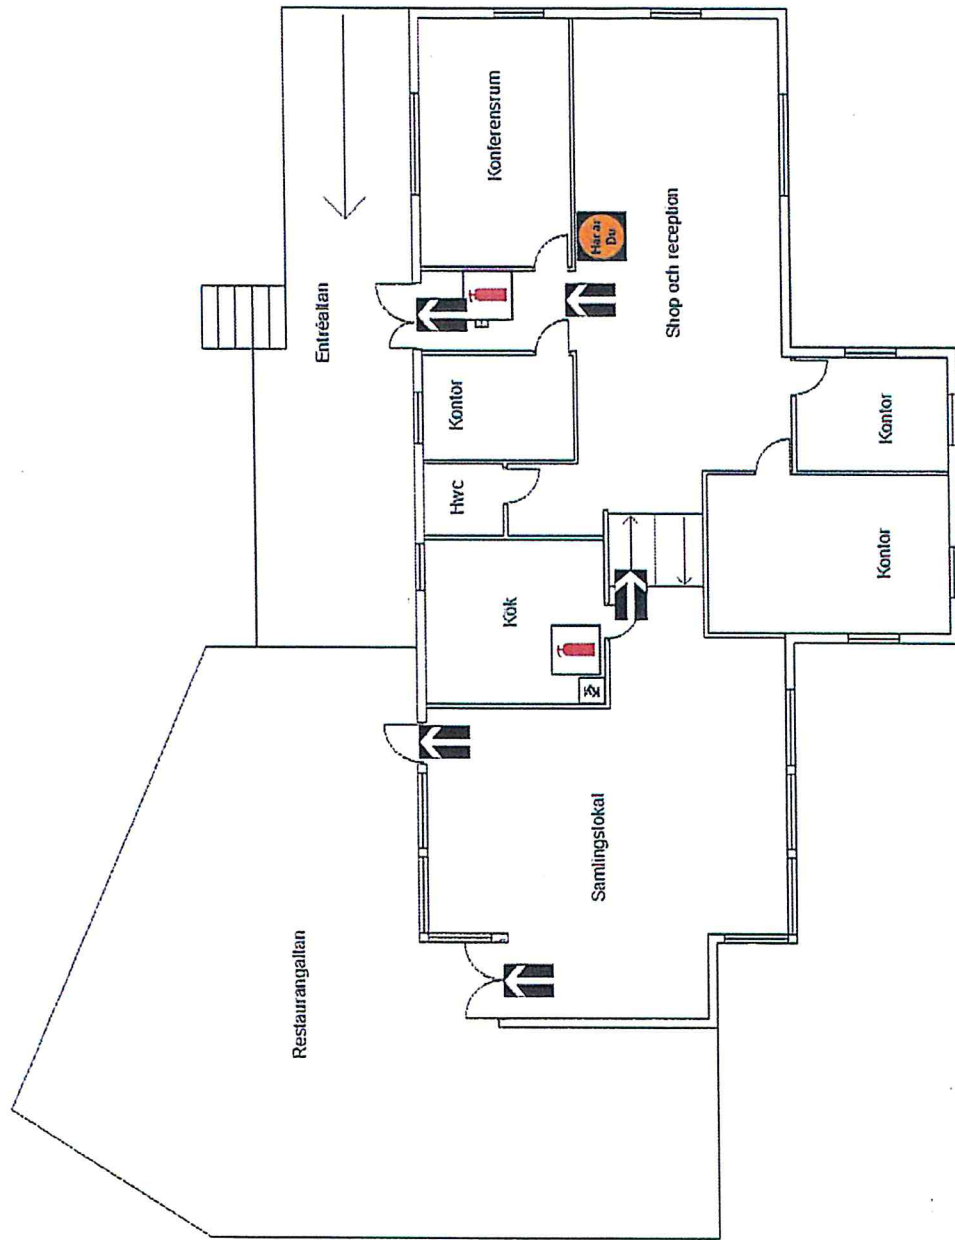 Restaurangaltan
Entréaltan
Hwc
Kontor
Konferensrum
Kök
Samlingslokal
Här är
Du
Shop och reception
Kontor
Kontor